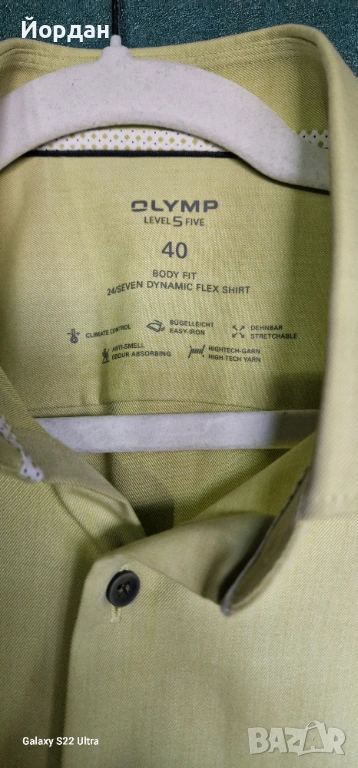 Йордан
OLYMP
LEVEL 5 FIVE
40
BODY FIT
24/SEVEN DYNAMIC FLEX SHIRT
CLIMATE CONTROL
BÜGELLEICHT
EASY-IRON
DEHNBAR
STRETCHABLE
ANTI-SMELL
ODOUR ABSORBING
HIGHTECH-GARN
HIGH-TECH YARN
Galaxy S22 Ultra
bazar